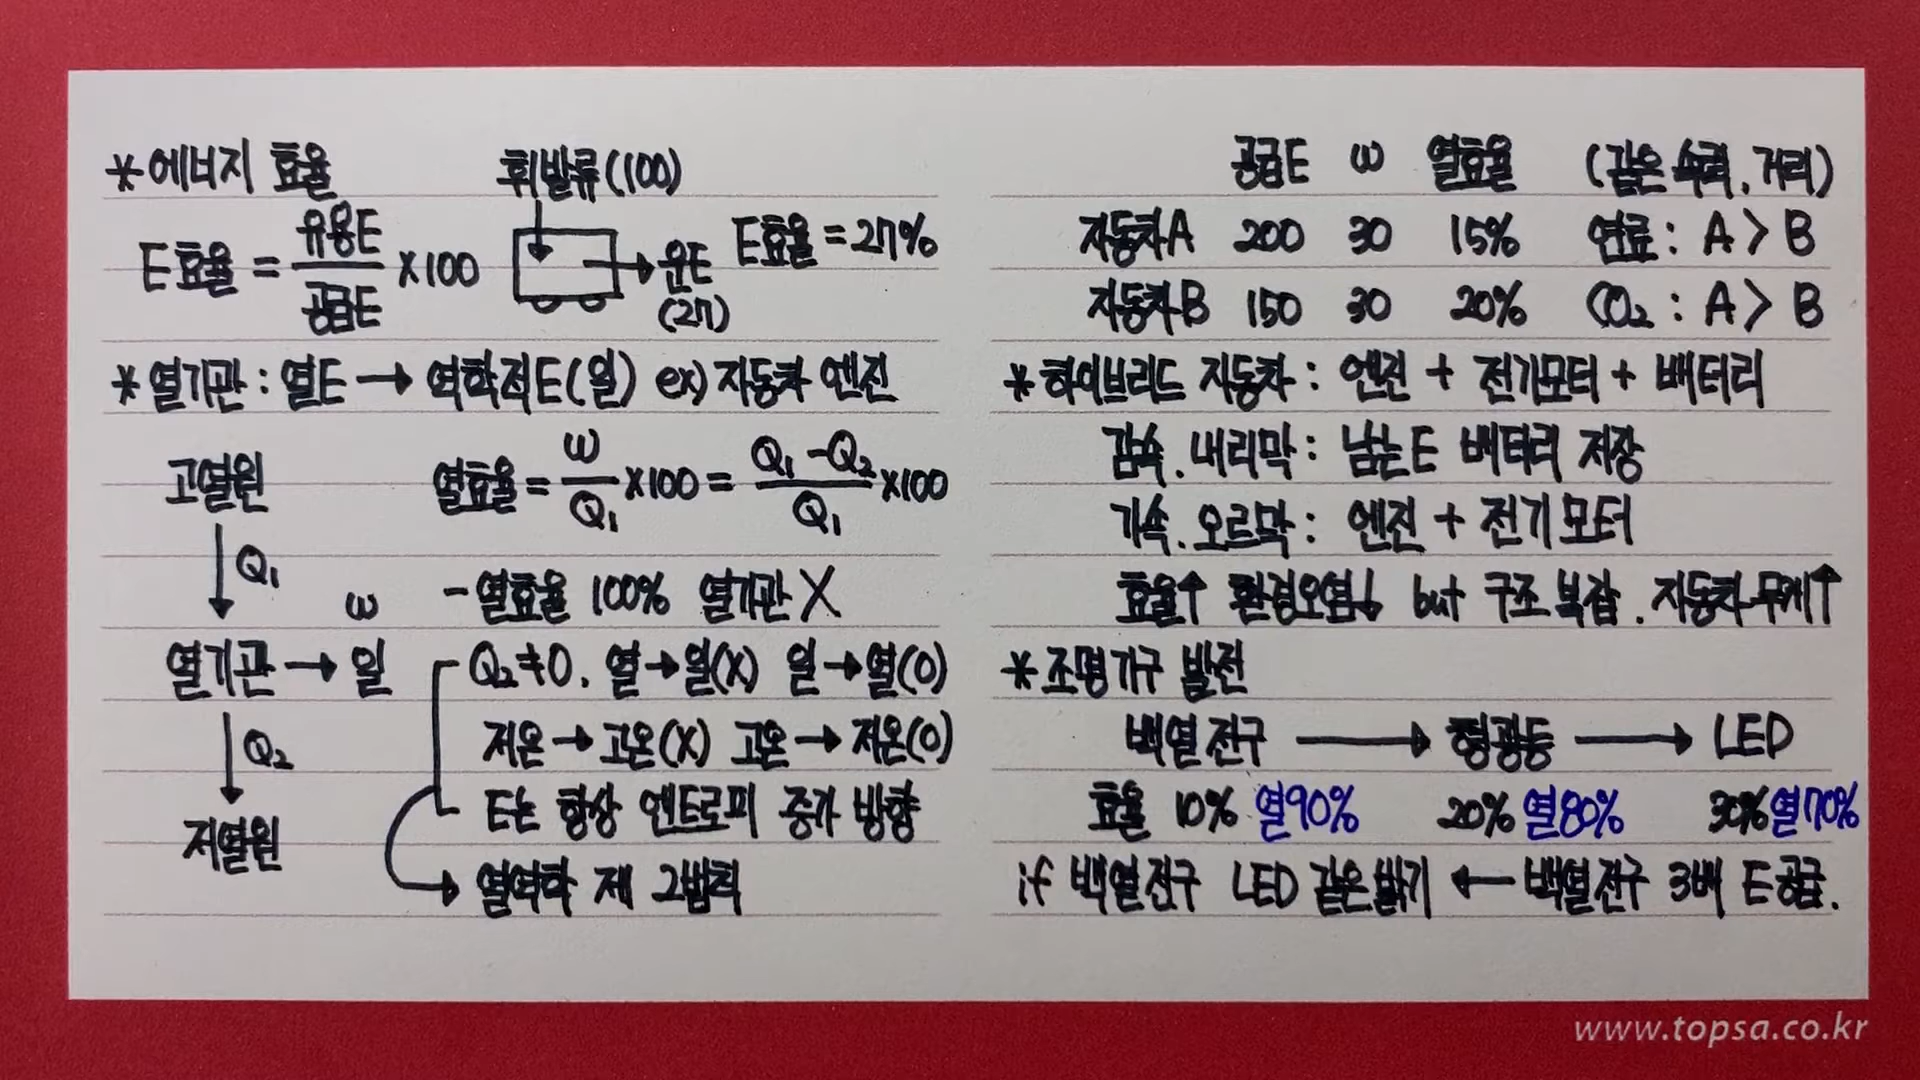 *에너지 효율
휘발류(100)
E효율 = 유용E/공급E ×100
운E
(27)
E효율=27%
*열기관 : 열E → 역학적E(일) ex)자동차 엔진
고열원
Q₁
열기관 → 일
ω
Q₂
저열원
열효율 = ω/Q₁ ×100 = Q₁-Q₂/Q₁ ×100
-열효율 100% 열기관 X
Q₂≠0. 열→일(X) 일→열(O)
저온→고온(X) 고온→저온(O)
E는 항상 엔트로피 증가 방향
열역학 제 2법칙
공급E ω 열효율 (같은 속력. 거리)
자동차A 200 30 15% 연료 : A > B
자동차B 150 30 20% CO₂ : A > B
*하이브리드 자동차 : 엔진 + 전기모터 + 배터리
감속.내리막 : 남는E 배터리 저장
가속.오르막 : 엔진 + 전기모터
효율↑ 환경오염↓ but 구조 복잡. 자동차무게↑
*조명기구 발전
백열전구 → 형광등 → LED
효율 10% 열90% 20% 열80% 30% 열70%
if 백열전구 LED 같은밝기 ← 백열전구 3배 E공급.
www.topsa.co.kr